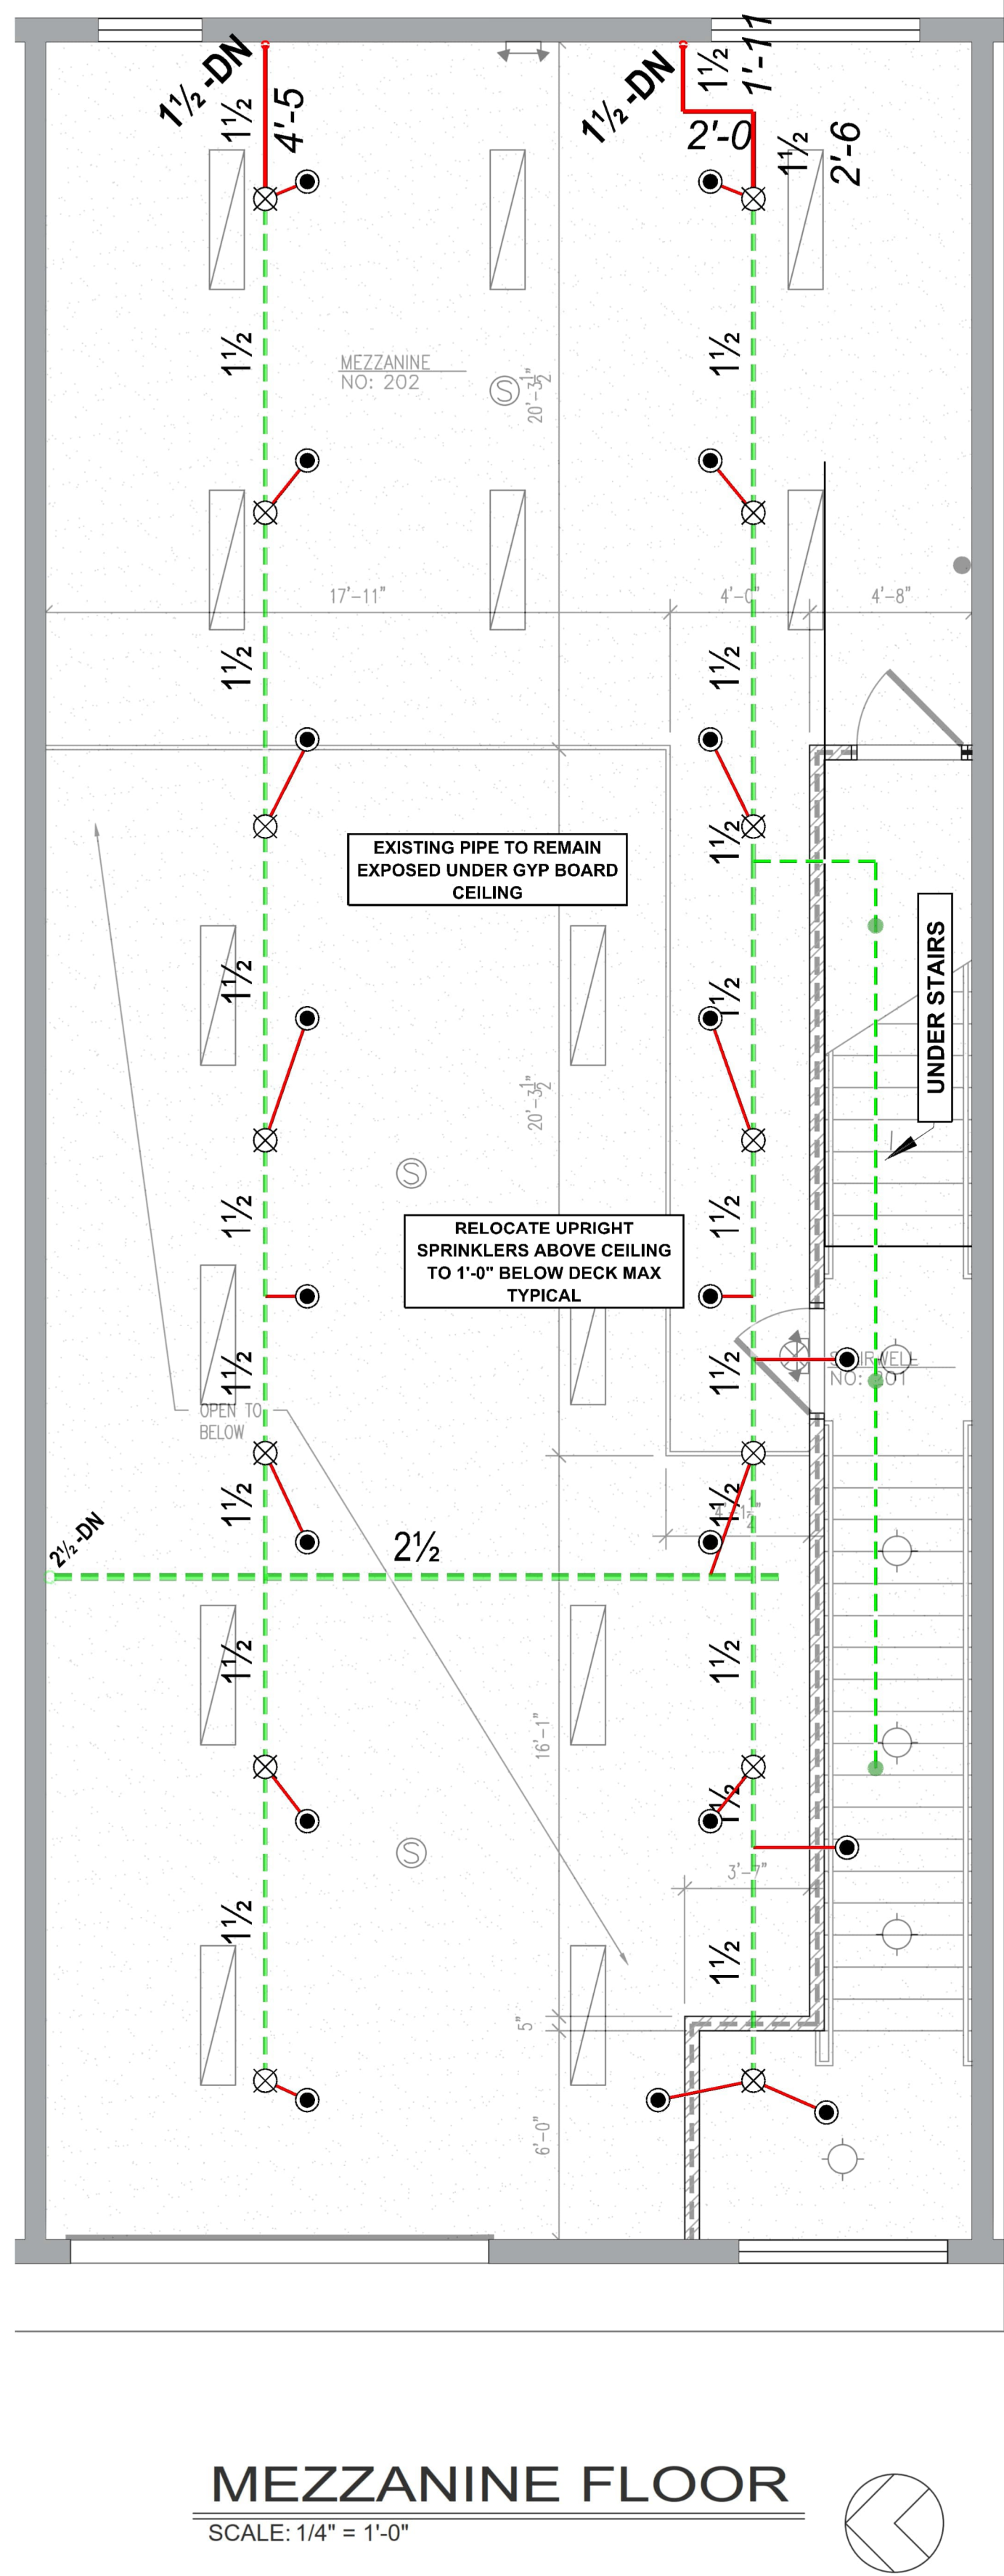 1½ -DN
1½
4'-5
1½ -DN
1½
1'-11
2'-0
1½
2'-6
1½
1½
MEZZANINE
NO: 202
S
20'-3½"
17'-11"
4'-0"
4'-8"
1½
1½
EXISTING PIPE TO REMAIN
EXPOSED UNDER GYP BOARD
CEILING
1½
UNDER STAIRS
1½
1½
20'-3½"
S
1½
1½
RELOCATE UPRIGHT
SPRINKLERS ABOVE CEILING
TO 1'-0" BELOW DECK MAX
TYPICAL
1½
1½
STAIRWELL
NO: 201
OPEN TO
BELOW
1½
1½
4'-1½"
2½ -DN
2½
1½
1½
16'-1"
1½
S
3'-7"
1½
1½
5"
6'-0"
MEZZANINE FLOOR
SCALE: 1/4" = 1'-0"